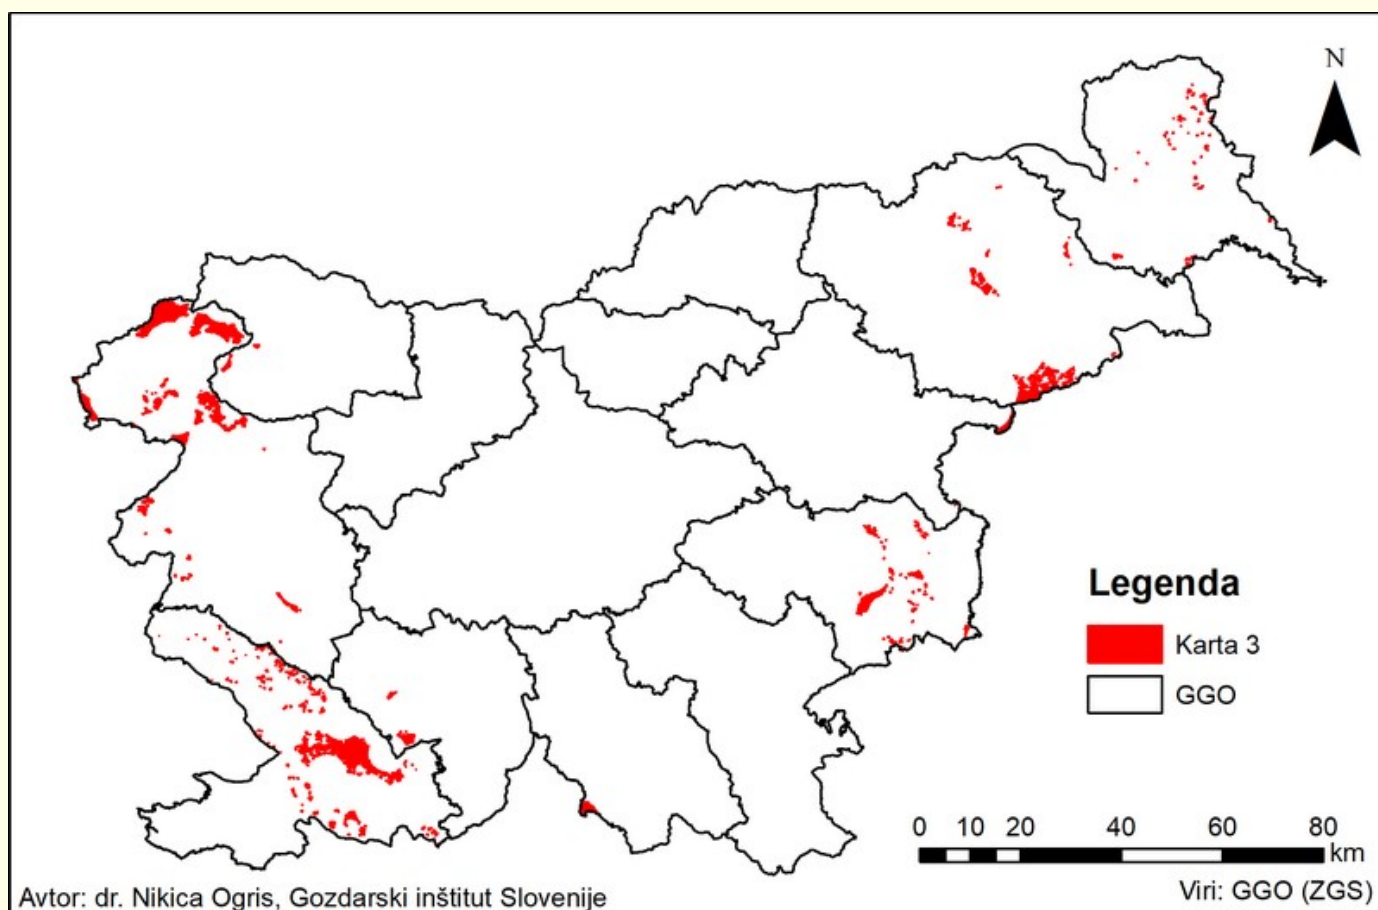 N
Legenda
Karta 3
GGO
0 10 20 40 60 80
km
Avtor: dr. Nikica Ogris, Gozdarski inštitut Slovenije
Viri: GGO (ZGS)